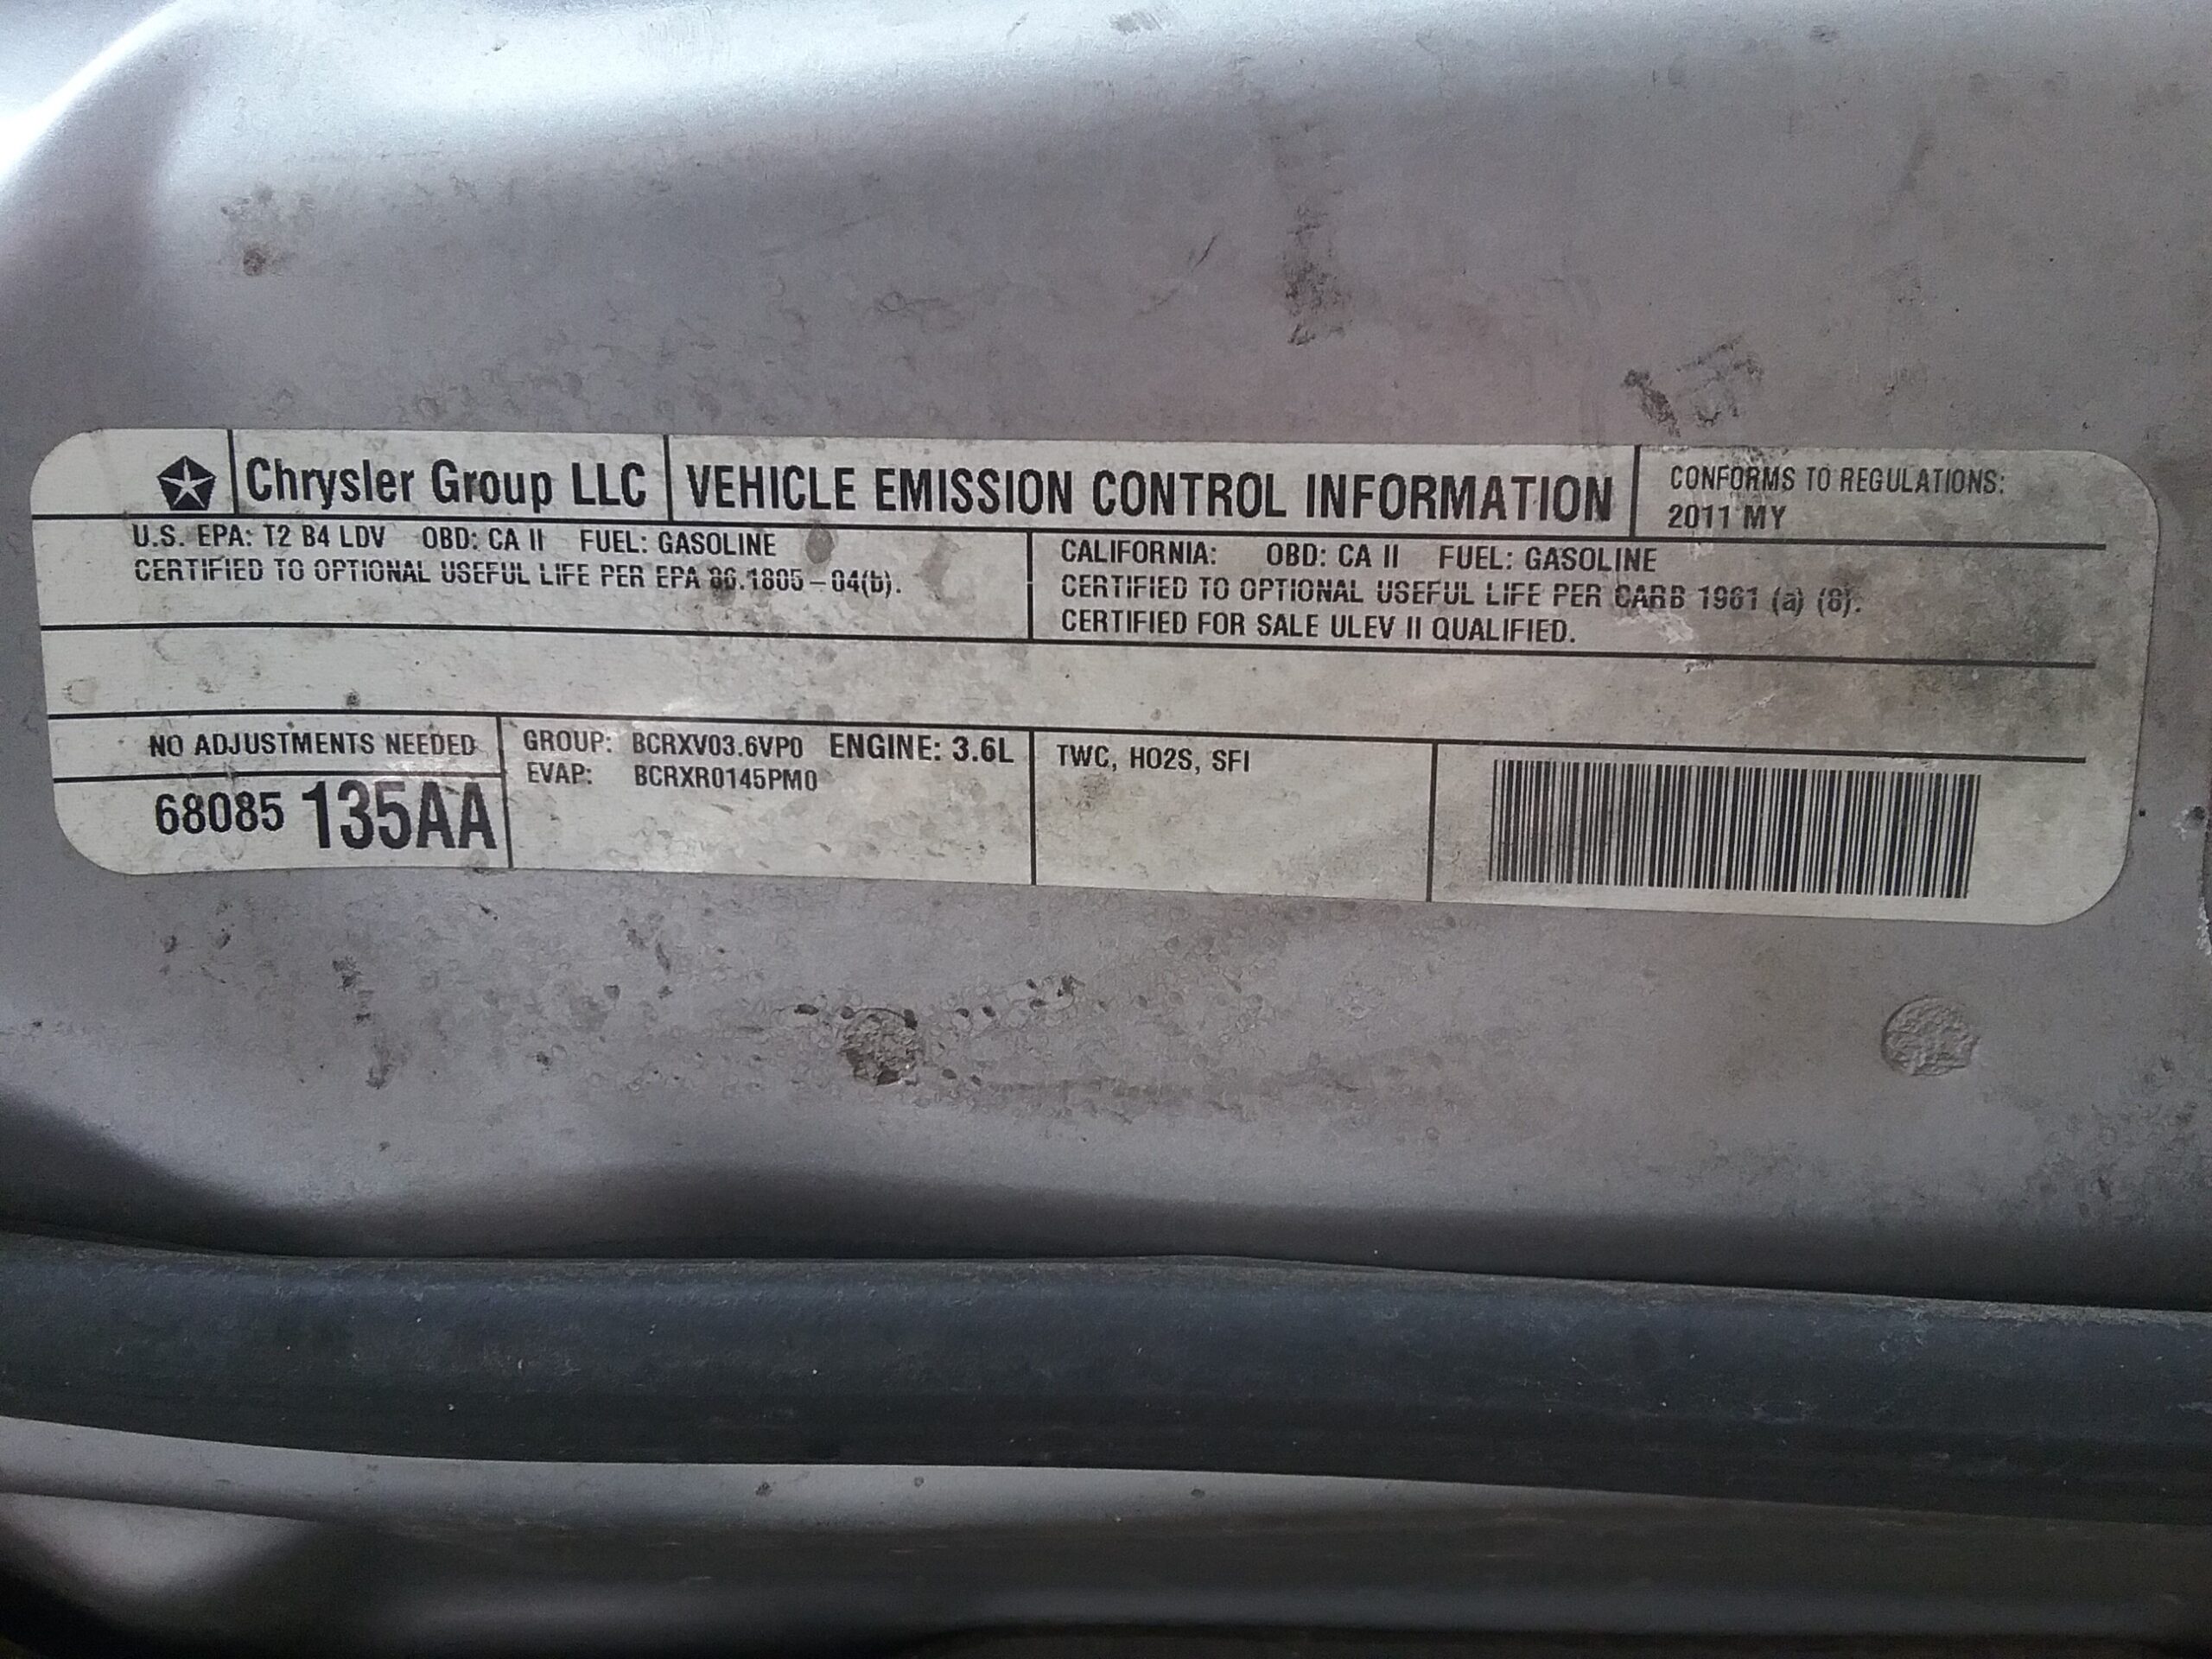 Chrysler Group LLC VEHICLE EMISSION CONTROL INFORMATION
CONFORMS TO REGULATIONS:
2011 MY
U.S. EPA: T2 B4 LDV OBD: CA II FUEL: GASOLINE
CERTIFIED TO OPTIONAL USEFUL LIFE PER EPA 86.1805-04(b).
CALIFORNIA: OBD: CA II FUEL: GASOLINE
CERTIFIED TO OPTIONAL USEFUL LIFE PER CARB 1961 (a) (8).
CERTIFIED FOR SALE ULEV II QUALIFIED.
NO ADJUSTMENTS NEEDED
68085 135AA
GROUP: BCRXV03.6VP0 ENGINE: 3.6L
EVAP: BCRXR0145PM0
TWC, HO2S, SFI